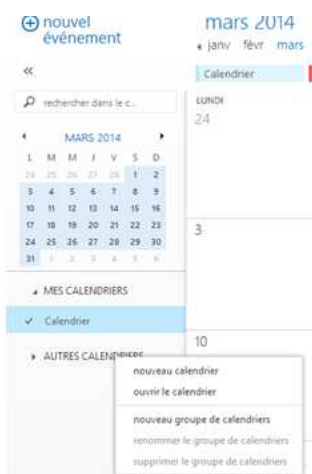 nouvel
événement
mars 2014
janv févr mars
Calendrier
rechercher dans le c...
LUNDI
24
MARS 2014
L M M J V S D
24 25 26 27 28 1 2
3 4 5 6 7 8 9
10 11 12 13 14 15 16
17 18 19 20 21 22 23
24 25 26 27 28 29 30
31 1 2 3 4 5 6
3
MES CALENDRIERS
Calendrier
10
AUTRES CALENDRIERS
nouveau calendrier
ouvrir le calendrier
nouveau groupe de calendriers
renommer le groupe de calendriers
supprimer le groupe de calendriers